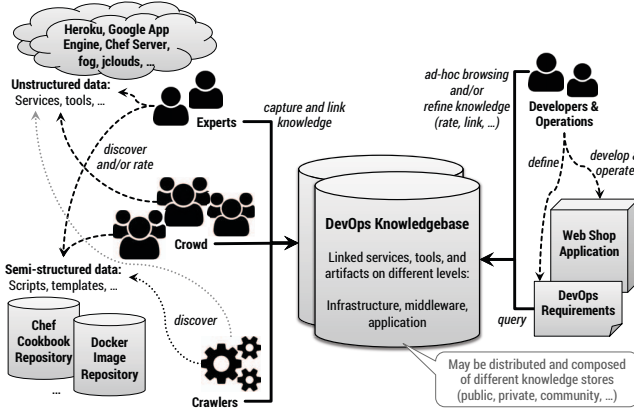 Heroku, Google App
Engine, Chef Server,
fog, jclouds, ...
Unstructured data:
Services, tools, ...
Experts
discover
and/or rate
capture and link
knowledge
Crowd
Semi-structured data:
Scripts, templates, ...
Chef
Cookbook
Repository
Docker
Image
Repository
...
discover
Crawlers
DevOps Knowledgebase
Linked services, tools, and
artifacts on different levels:
Infrastructure, middleware,
application
May be distributed and composed
of different knowledge stores
(public, private, community, ...)
ad-hoc browsing
and/or
refine knowledge
(rate, link, ...)
Developers &
Operations
define
develop &
operate
Web Shop
Application
DevOps
Requirements
query